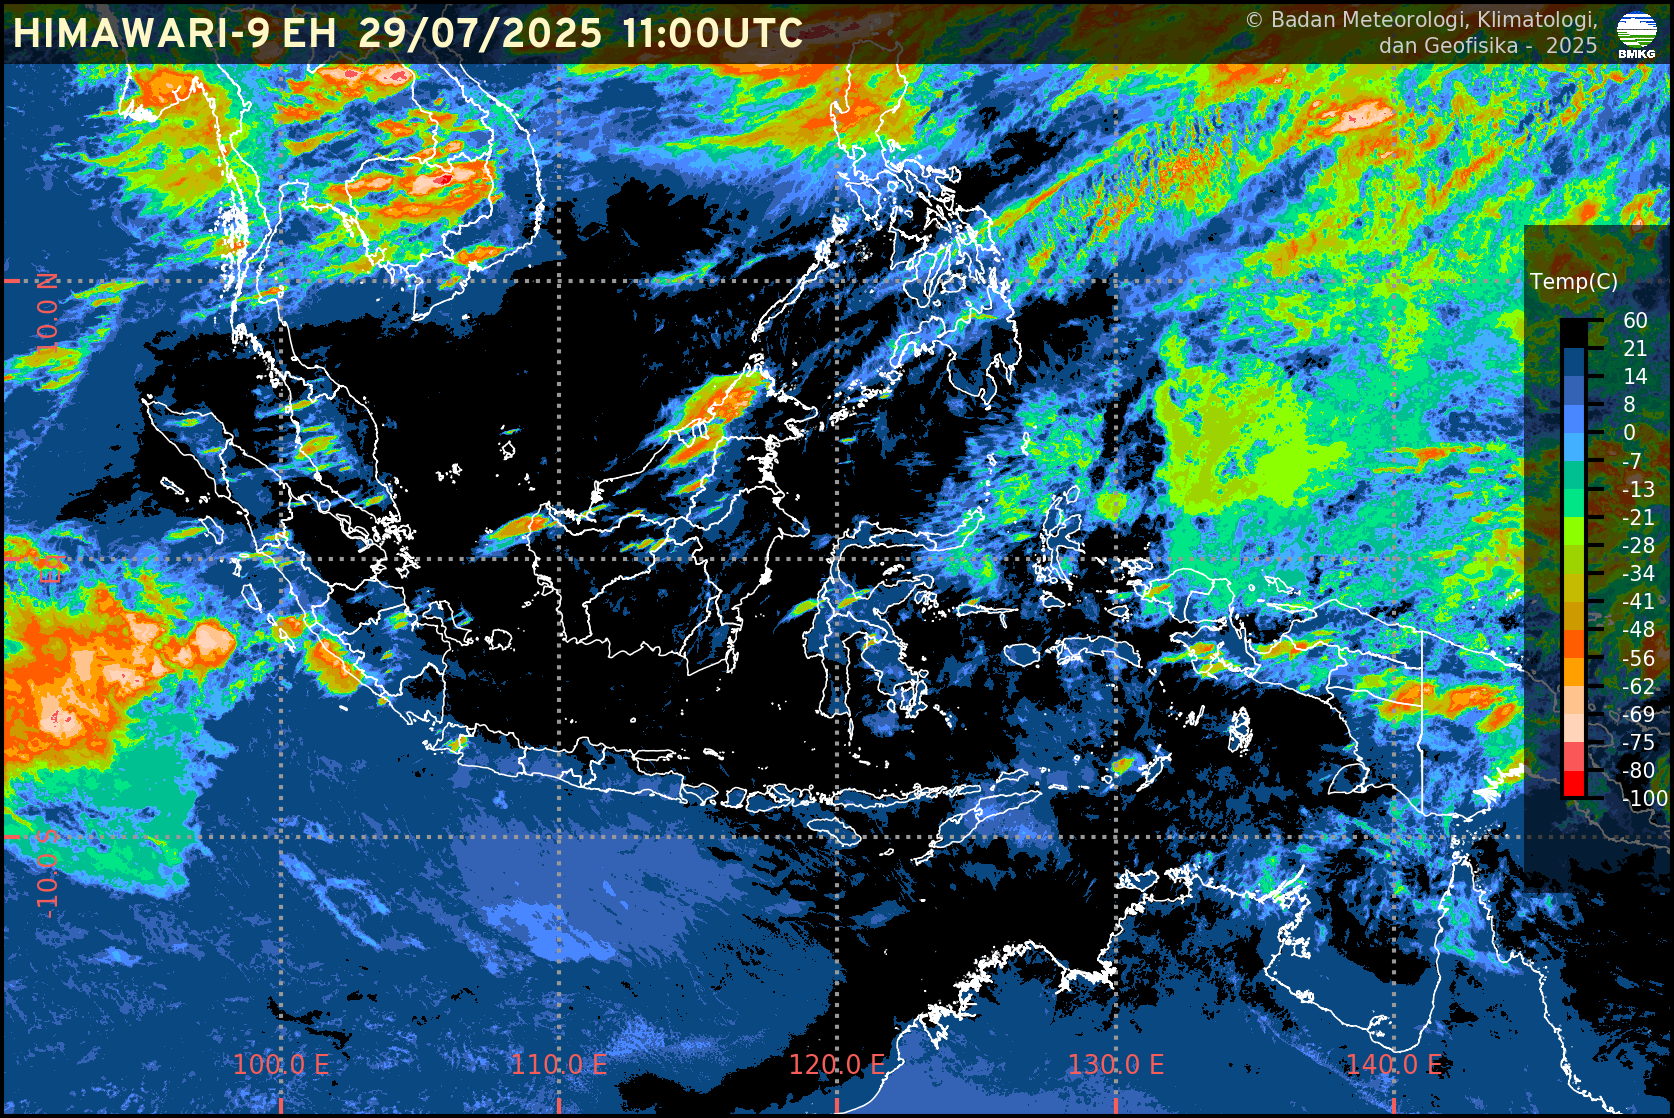 HIMAWARI-9 EH 29/07/2025 11:00UTC
© Badan Meteorologi, Klimatologi,
dan Geofisika - 2025
BMKG
10.0 N
EQ
-10.0 S
100.0 E
110.0 E
120.0 E
130.0 E
140.0 E
Temp(C)
60
21
14
8
0
-7
-13
-21
-28
-34
-41
-48
-56
-62
-69
-75
-80
-100